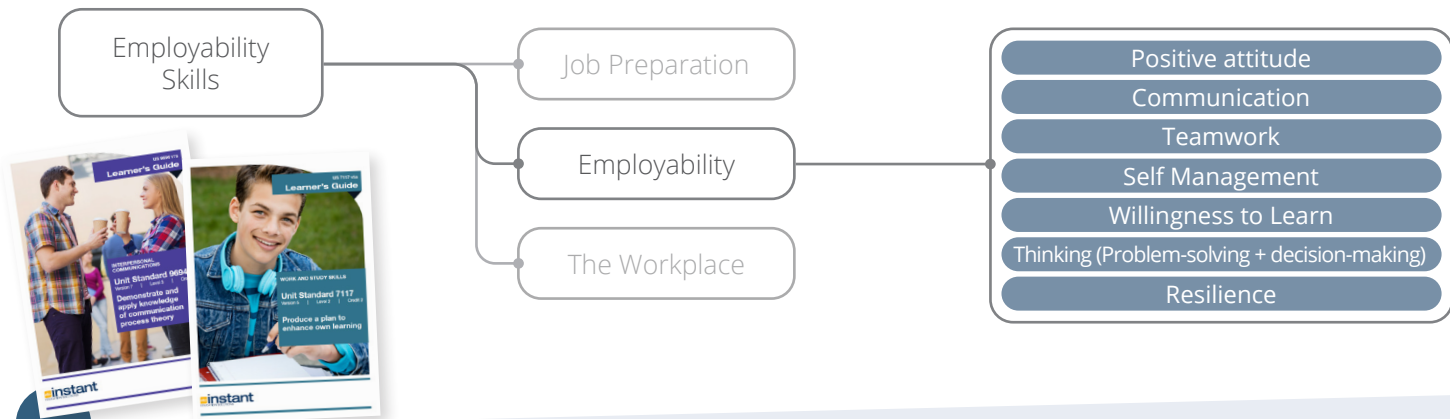 Employability
Skills
Job Preparation
Employability
The Workplace
Positive attitude
Communication
Teamwork
Self Management
Willingness to Learn
Thinking (Problem-solving + decision-making)
Resilience
Learner's Guide
INTERPERSONAL
COMMUNICATIONS
Unit Standard 9694
Demonstrate and
apply knowledge
of communication
process theory
instant
US 7117
Learner's Guide
WORK AND STUDY SKILLS
Unit Standard 7117
Produce a plan to
enhance own learning
instant